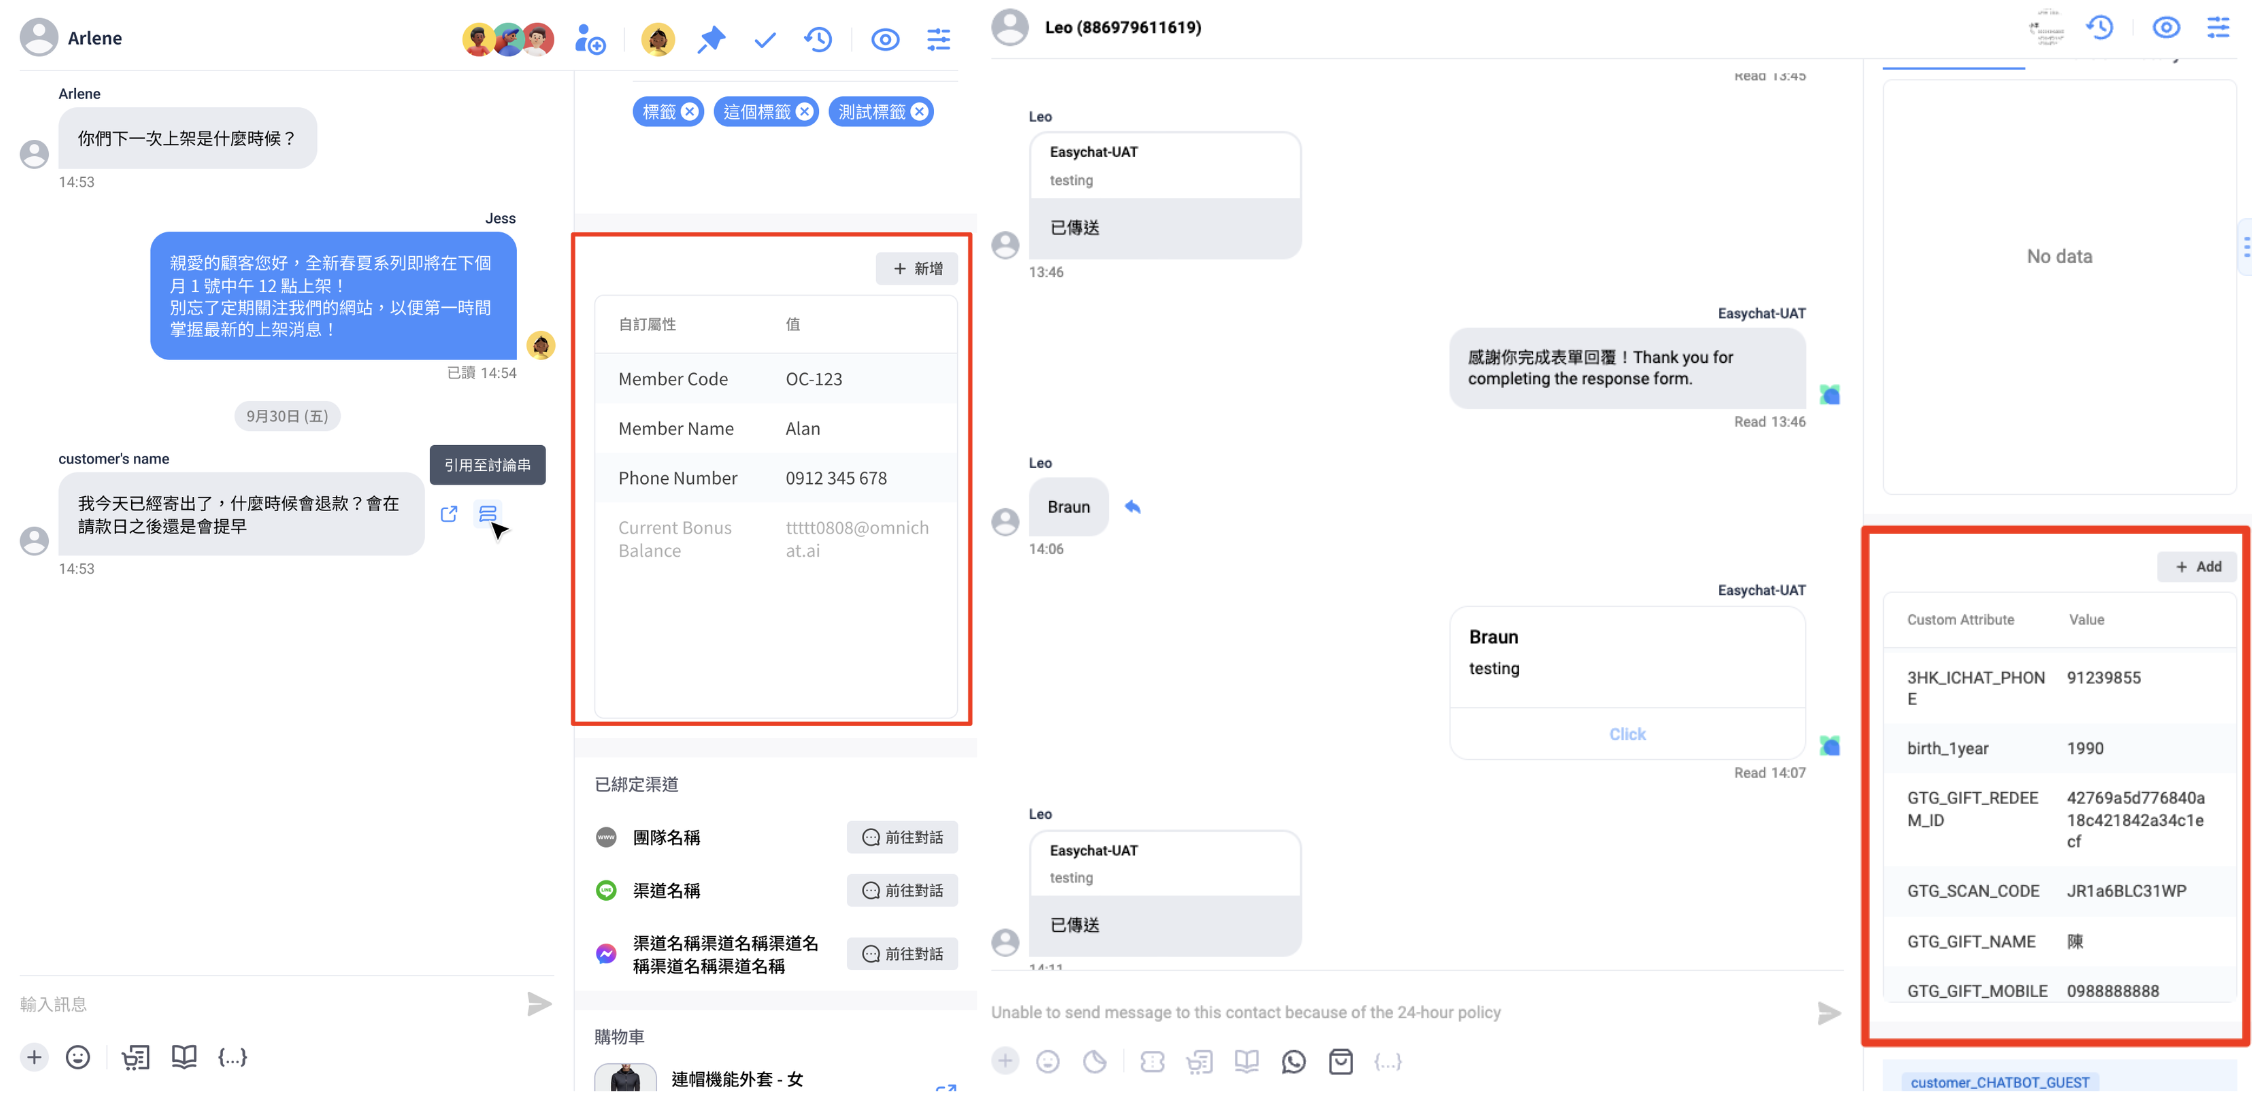 Arlene
標籤
這個標籤
測試標籤
Arlene
你們下一次上架是什麼時候？
14:53
Jess
親愛的顧客您好，全新春夏系列即將在下個
月 1 號中午 12 點上架！
別忘了定期關注我們的網站，以便第一時間
掌握最新的上架消息！
已讀 14:54
9月30日 (五)
customer's name
引用至討論串
我今天已經寄出了，什麼時候會退款？會在
請款日之後還是會提早
14:53
輸入訊息
{...}
+ 新增
自訂屬性 值
Member Code OC-123
Member Name Alan
Phone Number 0912 345 678
Current Bonus ttttt0808@omnich
Balance at.ai
已綁定渠道
www 團隊名稱 前往對話
渠道名稱 前往對話
渠道名稱渠道名稱渠道名
稱渠道名稱渠道名稱
前往對話
購物車
連帽機能外套 - 女
Leo (886979611619)
Read 13:45
Leo
Easychat-UAT
testing
已傳送
13:46
Easychat-UAT
感謝你完成表單回覆！Thank you for
completing the response form.
Read 13:46
Leo
Braun
14:06
Easychat-UAT
Braun
testing
Click
Read 14:07
Leo
Easychat-UAT
testing
已傳送
14:11
Unable to send message to this contact because of the 24-hour policy
{...}
No data
+ Add
Custom Attribute Value
3HK_ICHAT_PHON 91239855
E
birth_1year 1990
GTG_GIFT_REDEE 42769a5d776840a
M_ID 18c421842a34c1e
cf
GTG_SCAN_CODE JR1a6BLC31WP
GTG_GIFT_NAME 陳
GTG_GIFT_MOBILE 0988888888
customer_CHATBOT_GUEST